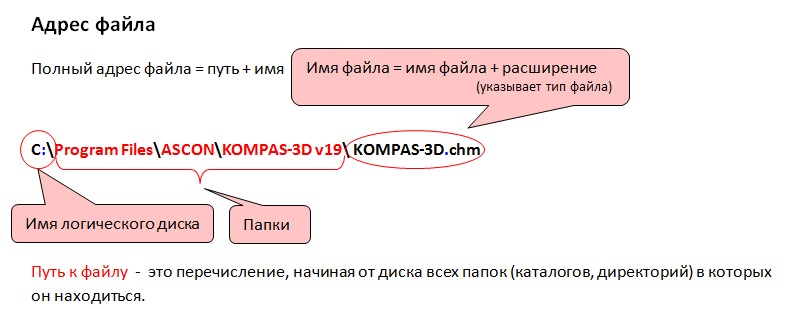 Адрес файла
Полный адрес файла = путь + имя
Имя файла = имя файла + расширение
(указывает тип файла)
C:\Program Files\ASCON\KOMPAS-3D v19\ KOMPAS-3D.chm
Имя логического диска
Папки
Путь к файлу - это перечисление, начиная от диска всех папок (каталогов, директорий) в которых
он находиться.